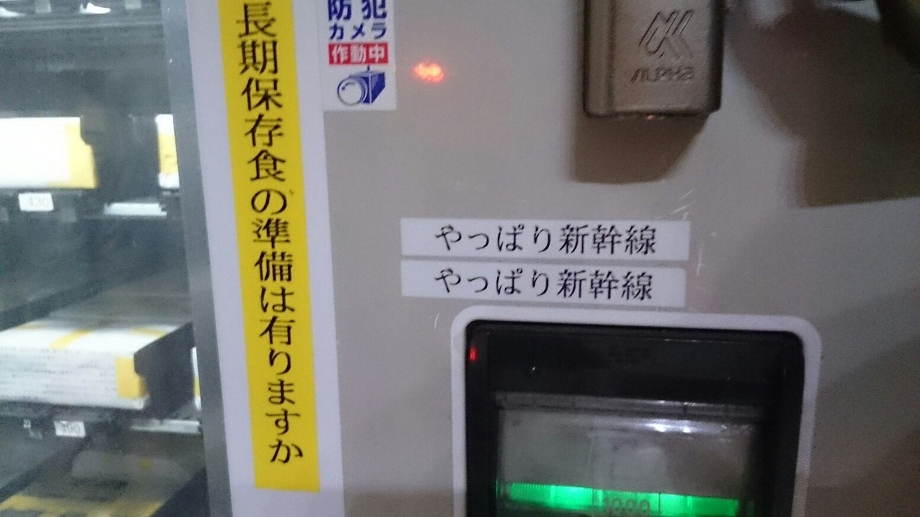 長期保存食の準備は有りますか
防犯
カメラ
作動中
ALPHA
やっぱり新幹線
やっぱり新幹線
1000